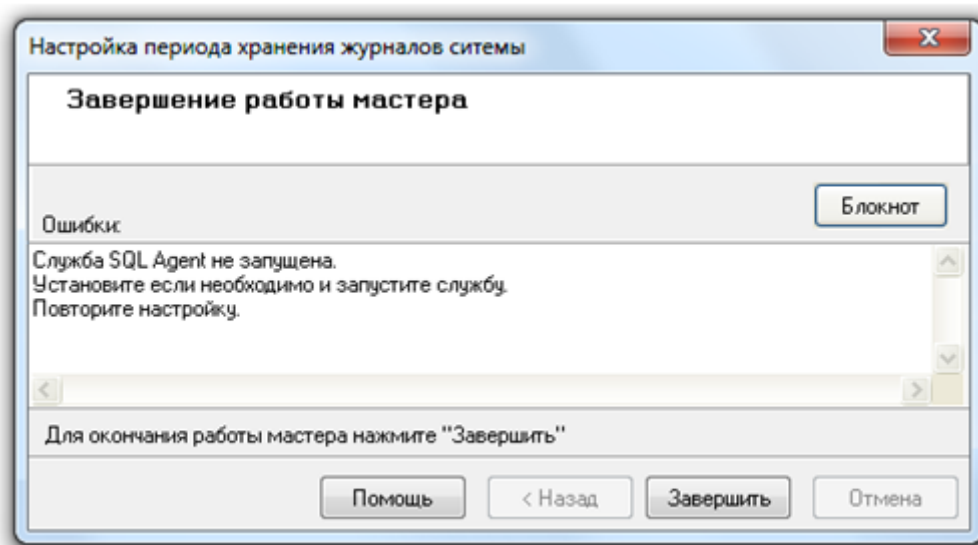 Настройка периода хранения журналов ситемы
Завершение работы мастера
Блокнот
Ошибки:
Служба SQL Agent не запущена.
Установите если необходимо и запустите службу.
Повторите настройку.
Для окончания работы мастера нажмите "Завершить"
Помощь
< Назад
Завершить
Отмена